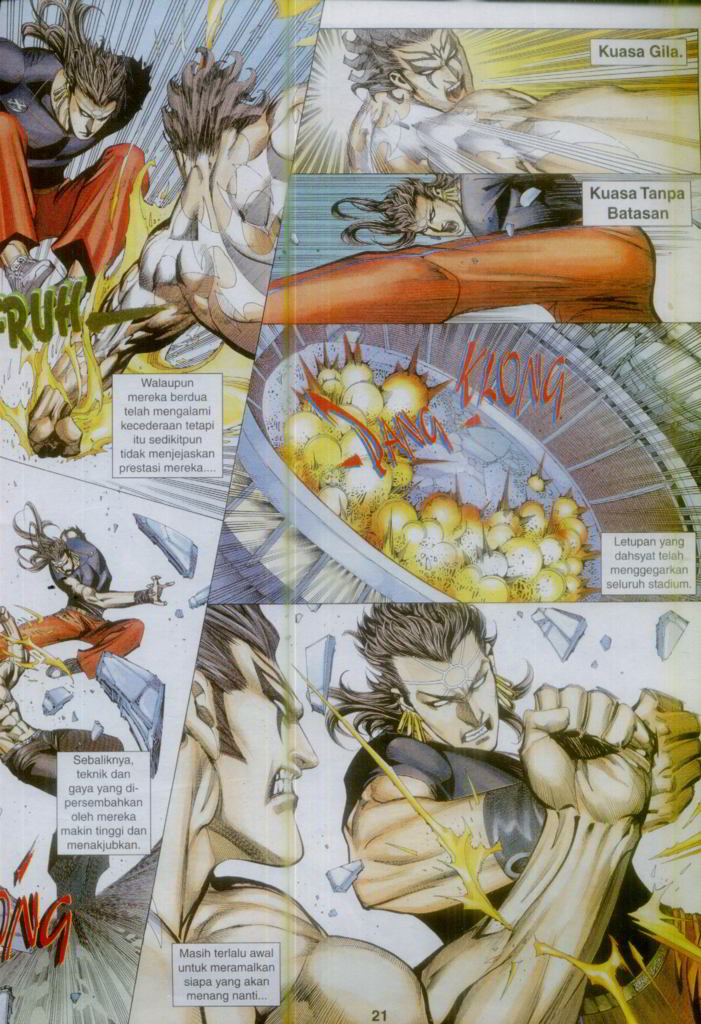 Kuasa Gila.
Kuasa Tanpa
Batasan
RUH
Walaupun
mereka berdua
telah mengalami
kecederaan tetapi
itu sedikitpun
tidak menjejaskan
prestasi mereka....
KLONG
DANG
Letupan yang
dahsyat telah
menggegarkan
seluruh stadium.
Sebaliknya,
teknik dan
gaya yang di-
persembahkan
oleh mereka
makin tinggi dan
menakjubkan.
Masih terlalu awal
untuk meramalkan
siapa yang akan
menang nanti...
21